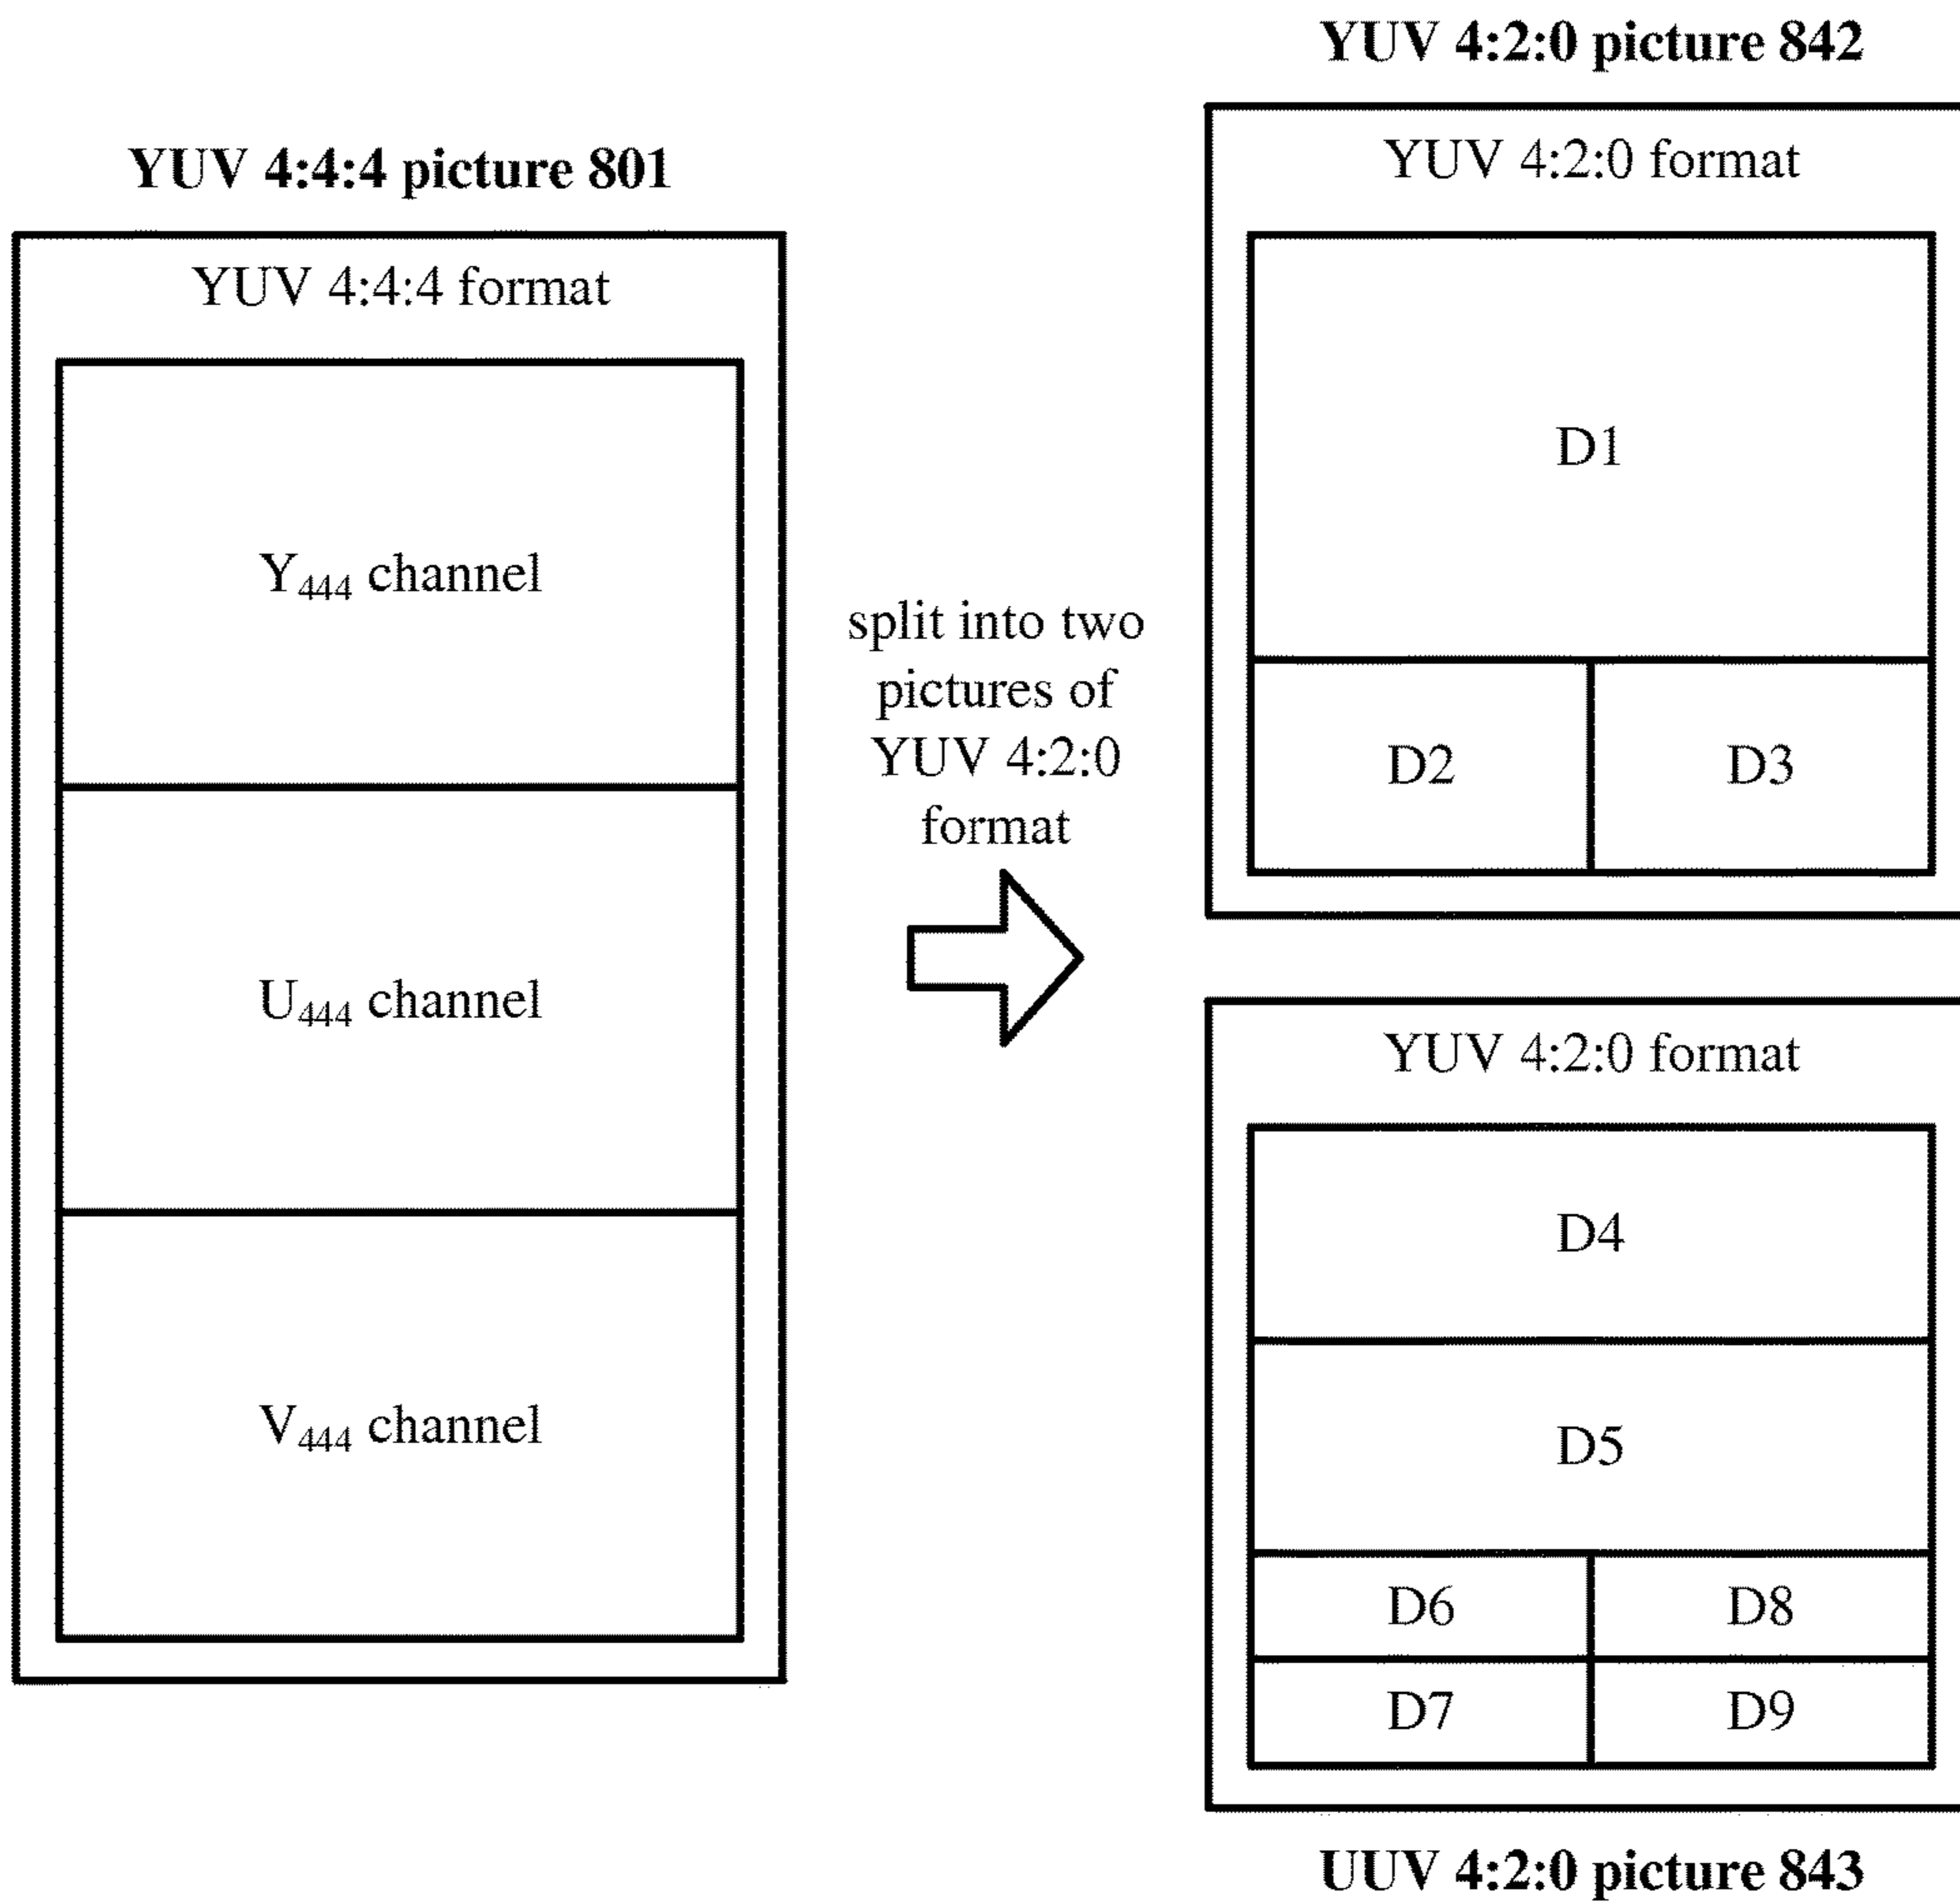 YUV 4:4:4 picture 801
YUV 4:4:4 format
Y444 channel
U444 channel
V444 channel
split into two
pictures of
YUV 4:2:0
format
YUV 4:2:0 picture 842
YUV 4:2:0 format
D1
D2 D3
YUV 4:2:0 format
D4
D5
D6 D8
D7 D9
UUV 4:2:0 picture 843